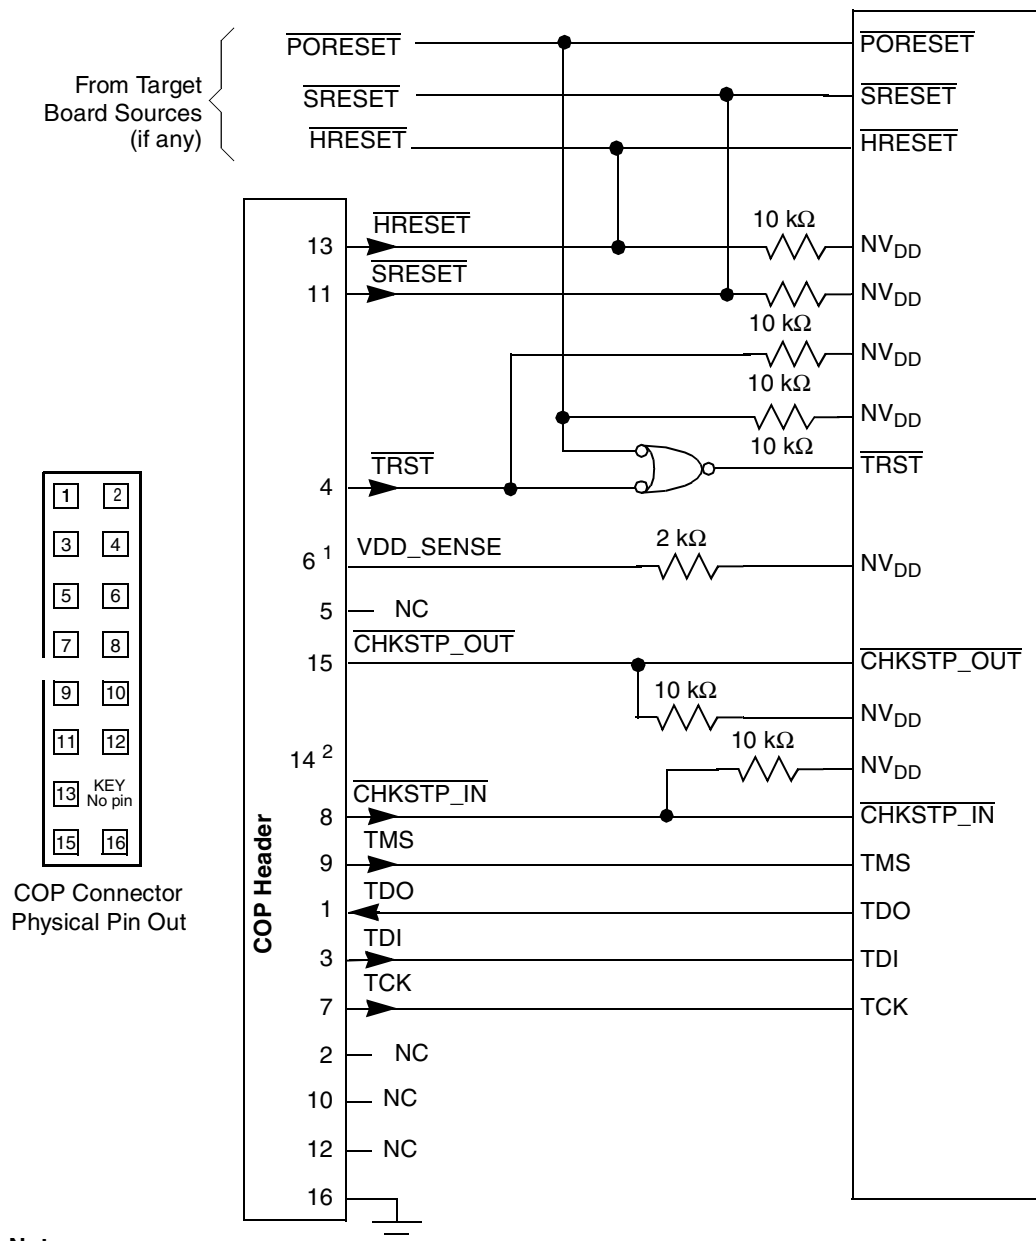 From Target
Board Sources
(if any)
PORESET
SRESET
HRESET
PORESET
SRESET
HRESET
13
HRESET
10 kΩ
NVDD
11
SRESET
10 kΩ
NVDD
10 kΩ
NVDD
10 kΩ
NVDD
4
TRST
TRST
6 1
VDD_SENSE
2 kΩ
NVDD
5
NC
15
CHKSTP_OUT
CHKSTP_OUT
10 kΩ
NVDD
14 2
10 kΩ
NVDD
8
CHKSTP_IN
CHKSTP_IN
9
TMS
TMS
1
TDO
TDO
3
TDI
TDI
7
TCK
TCK
2
NC
10
NC
12
NC
16
COP Header
1 2
3 4
5 6
7 8
9 10
11 12
13 KEY
No pin
15 16
COP Connector
Physical Pin Out